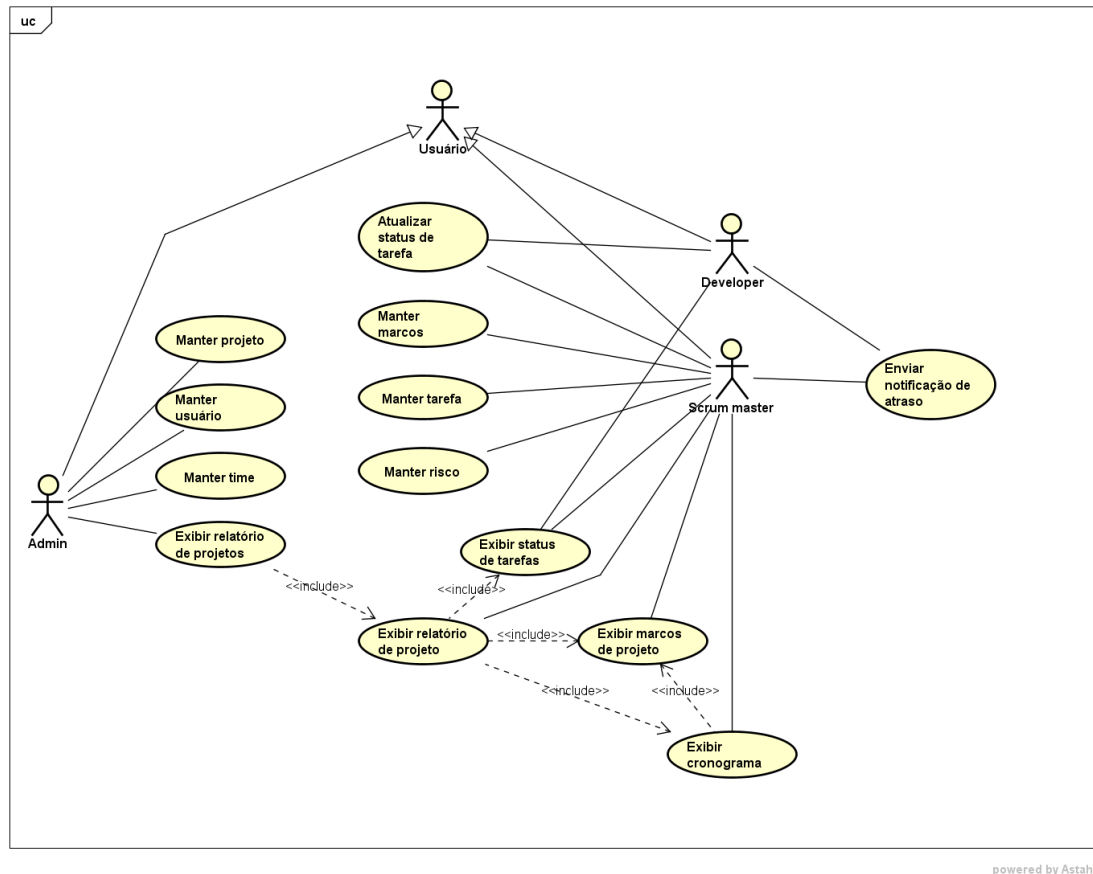 uc
Usuário
Atualizar
status de
tarefa
Developer
Manter
marcos
Manter projeto
Enviar
notificação de
atraso
Manter
usuário
Manter tarefa
Scrum master
Manter time
Manter risco
Admin
Exibir relatório
de projetos
Exibir status
de tarefas
<<include>>
<<include>>
Exibir relatório
de projeto
<<include>>
Exibir marcos
de projeto
<<include>>
<<include>>
Exibir
cronograma
powered by Astah